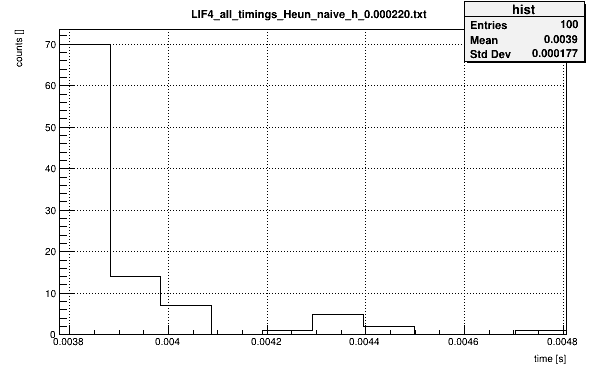 LIF4_all_timings_Heun_naive_h_0.000220.txt
hist
Entries 100
Mean 0.0039
Std Dev 0.000177
counts []
70
60
50
40
30
20
10
0
0.0038 0.004 0.0042 0.0044 0.0046 0.0048
time [s]